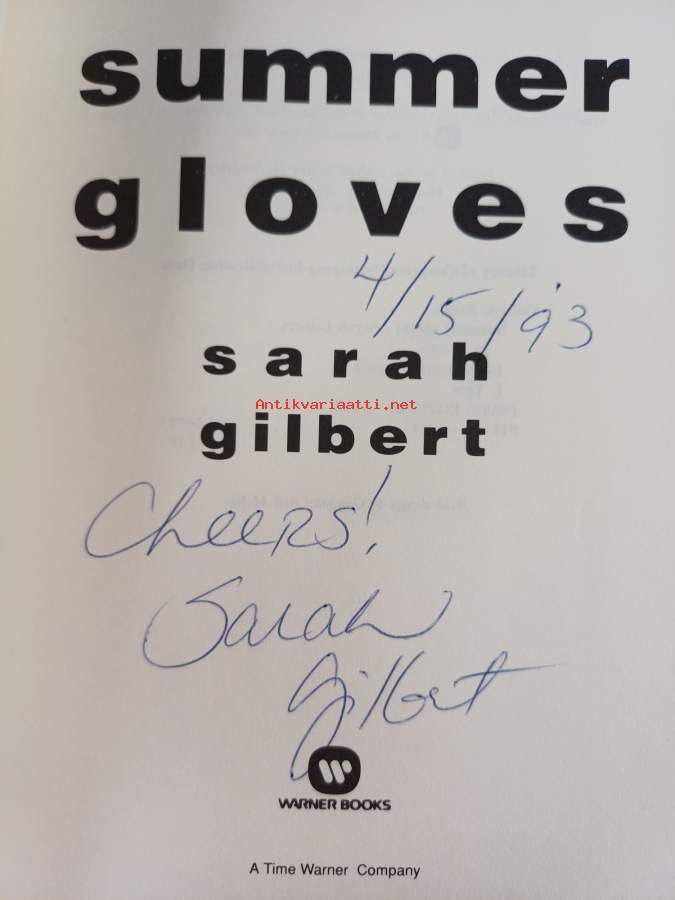 summer
gloves
4/15/'93
sarah
Antikvariaatti.net
gilbert
Cheers!
Sarah
Gilbert
WARNER BOOKS
A Time Warner Company